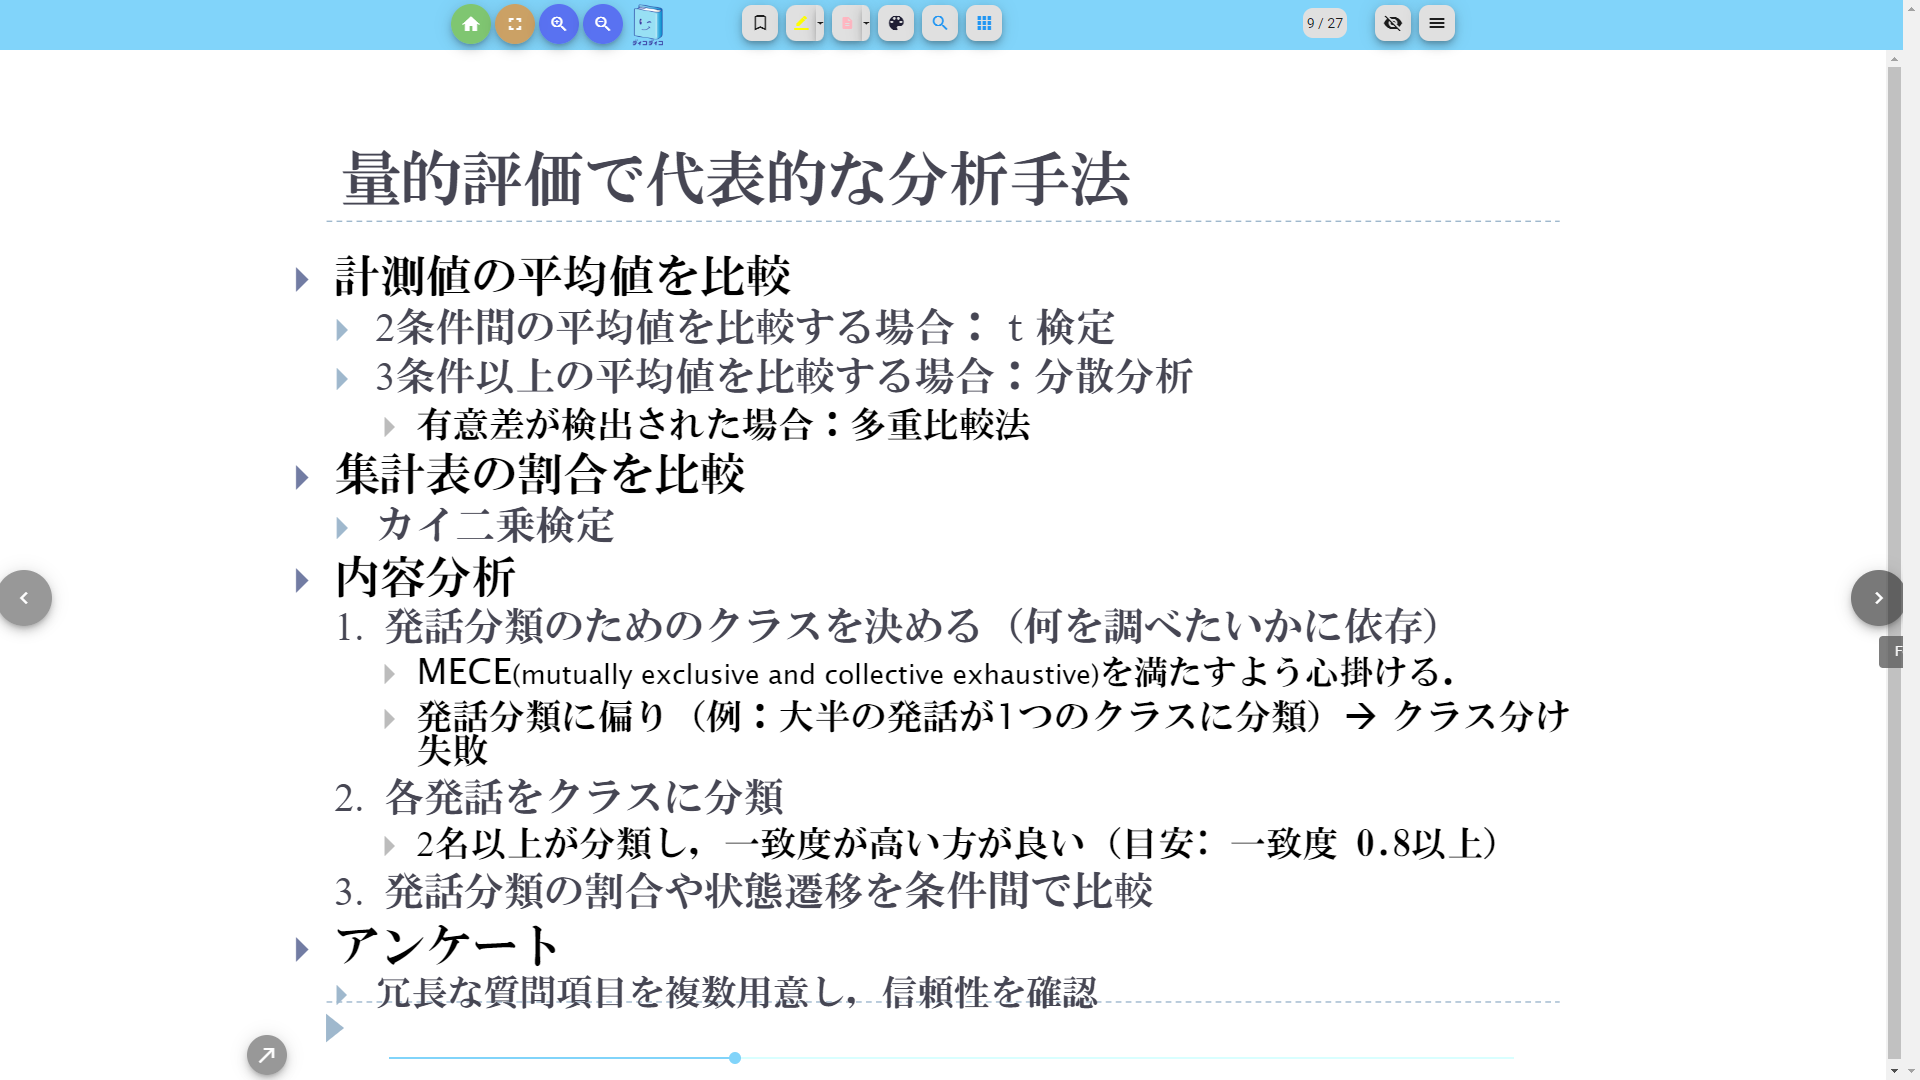 ダイコダイコ
9 / 27
量的評価で代表的な分析手法
計測値の平均値を比較
2条件間の平均値を比較する場合：ｔ検定
3条件以上の平均値を比較する場合：分散分析
有意差が検出された場合：多重比較法
集計表の割合を比較
カイ二乗検定
内容分析
1. 発話分類のためのクラスを決める（何を調べたいかに依存）
MECE(mutually exclusive and collective exhaustive)を満たすよう心掛ける．
発話分類に偏り（例：大半の発話が1つのクラスに分類）→ クラス分け
失敗
2. 各発話をクラスに分類
2名以上が分類し，一致度が高い方が良い（目安：一致度 0.8以上）
3. 発話分類の割合や状態遷移を条件間で比較
アンケート
冗長な質問項目を複数用意し，信頼性を確認
F